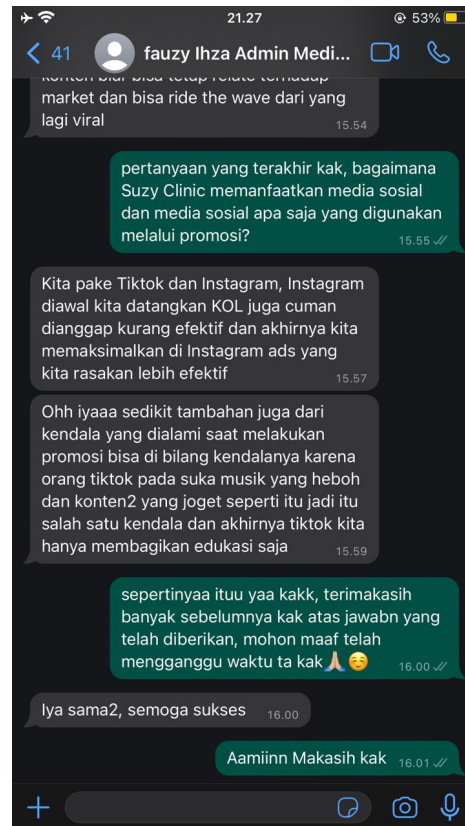 21.27
53%
41
fauzy Ihza Admin Medi...
market dan bisa ride the wave dari yang
lagi viral
15.54
pertanyaan yang terakhir kak, bagaimana
Suzy Clinic memanfaatkan media sosial
dan media sosial apa saja yang digunakan
melalui promosi?
15.55
Kita pake Tiktok dan Instagram, Instagram
diawal kita datangkan KOL juga cuman
dianggap kurang efektif dan akhirnya kita
memaksimalkan di Instagram ads yang
kita rasakan lebih efektif
15.57
Ohh iyaaa sedikit tambahan juga dari
kendala yang dialami saat melakukan
promosi bisa di bilang kendalanya karena
orang tiktok pada suka musik yang heboh
dan konten2 yang joget seperti itu jadi itu
salah satu kendala dan akhirnya tiktok kita
hanya membagikan edukasi saja
15.59
sepertinyaa ituu yaa kakk, terimakasih
banyak sebelumnya kak atas jawabn yang
telah diberikan, mohon maaf telah
mengganggu waktu ta kak🙏🏼☺️
16.00
Iya sama2, semoga sukses
16.00
Aamiinn Makasih kak
16.01